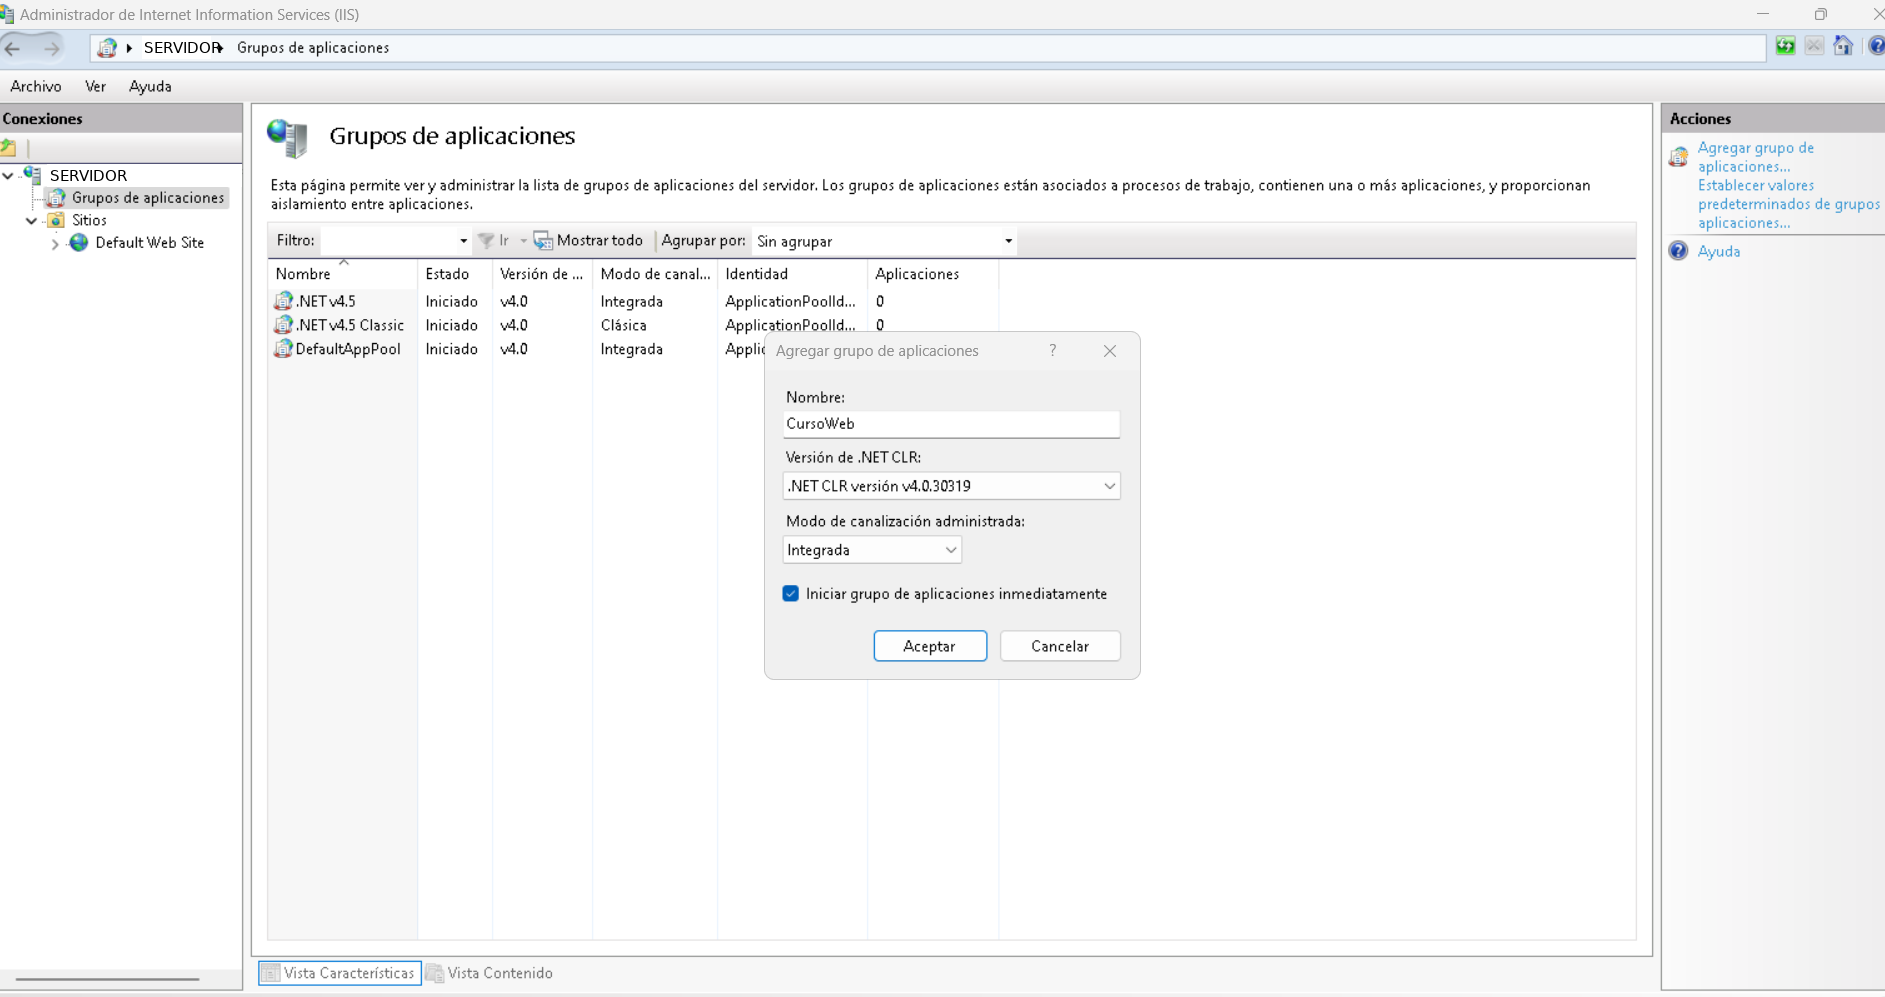 Administrador de Internet Information Services (IIS)
SERVIDOR Grupos de aplicaciones
Archivo Ver Ayuda
Conexiones
SERVIDOR
Grupos de aplicaciones
Sitios
Default Web Site
Grupos de aplicaciones
Esta página permite ver y administrar la lista de grupos de aplicaciones del servidor. Los grupos de aplicaciones están asociados a procesos de trabajo, contienen una o más aplicaciones, y proporcionan
aislamiento entre aplicaciones.
Filtro: Ir Mostrar todo Agrupar por: Sin agrupar
Nombre Estado Versión de ... Modo de canal... Identidad Aplicaciones
.NET v4.5 Iniciado v4.0 Integrada ApplicationPoolId... 0
.NET v4.5 Classic Iniciado v4.0 Clásica ApplicationPoolId... 0
DefaultAppPool Iniciado v4.0 Integrada Applic
Agregar grupo de aplicaciones ?
Nombre:
CursoWeb
Versión de .NET CLR:
.NET CLR versión v4.0.30319
Modo de canalización administrada:
Integrada
Iniciar grupo de aplicaciones inmediatamente
Aceptar Cancelar
Vista Características Vista Contenido
Acciones
Agregar grupo de
aplicaciones...
Establecer valores
predeterminados de grupos
aplicaciones...
Ayuda